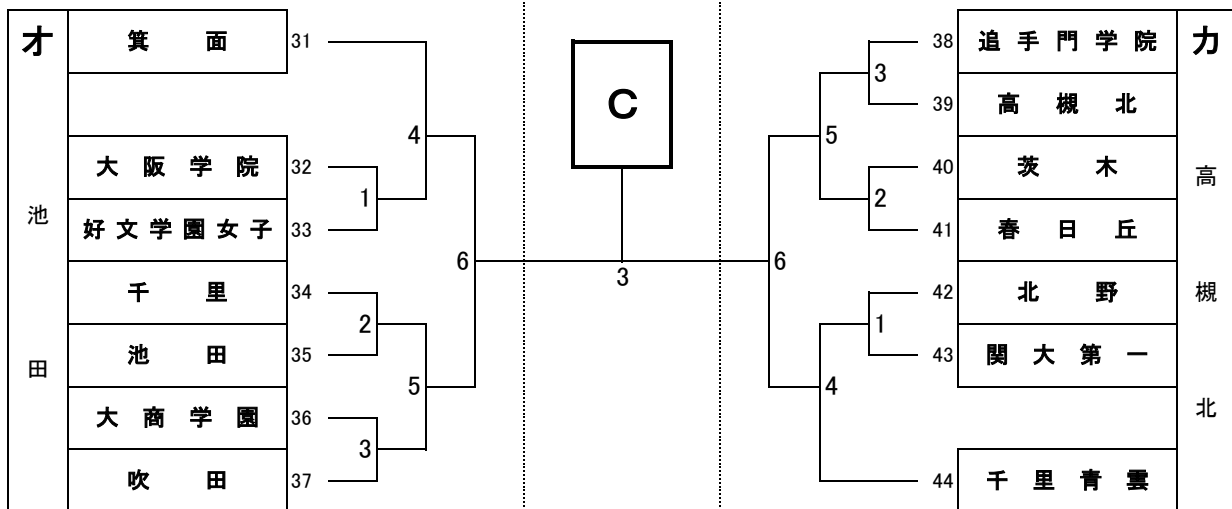 オ
池
田
箕面 31
大阪学院 32
好文学園女子 33
千里 34
池田 35
大商学園 36
吹田 37
4
1
6
2
5
3
C
3
3
5
2
6
1
4
38 追手門学院
39 高槻北
40 茨木
41 春日丘
42 北野
43 関大第一
44 千里青雲
カ
高
槻
北